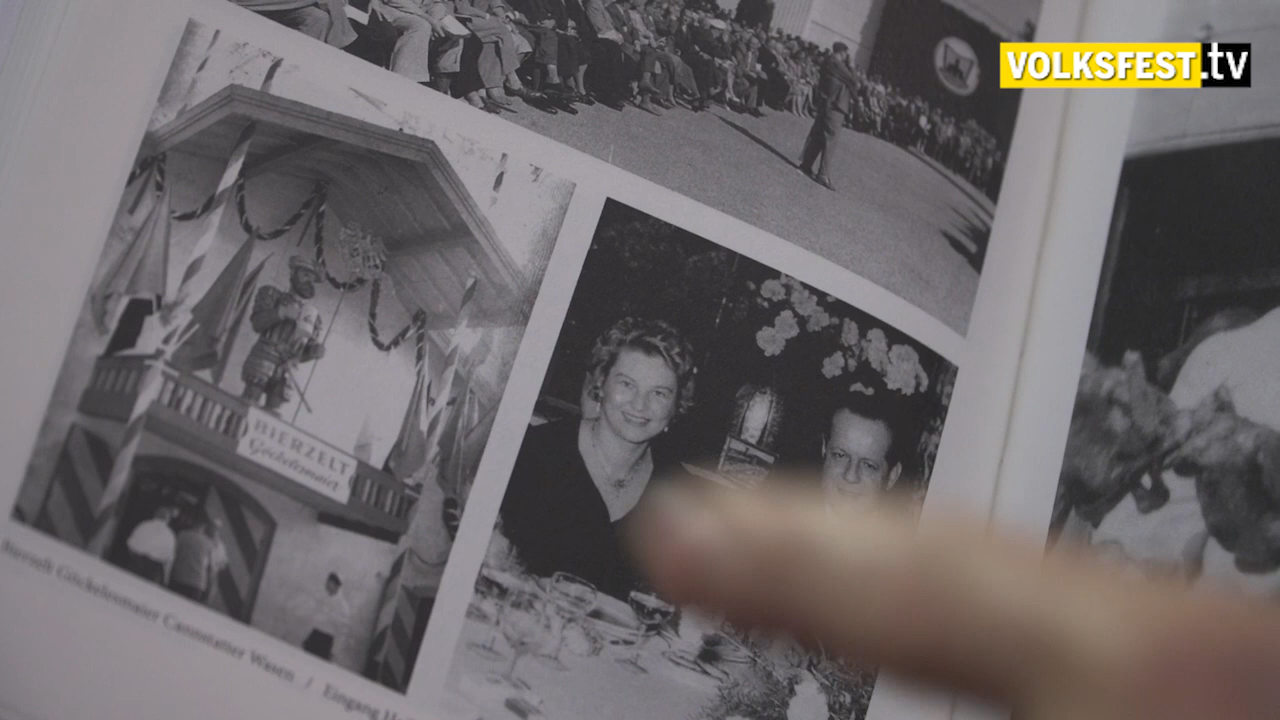 VOLKSFEST.tv
BIERZELT
Göckelesmaier
Bierzelt Göckelesmaier Cannstatter Wasen / Eingang